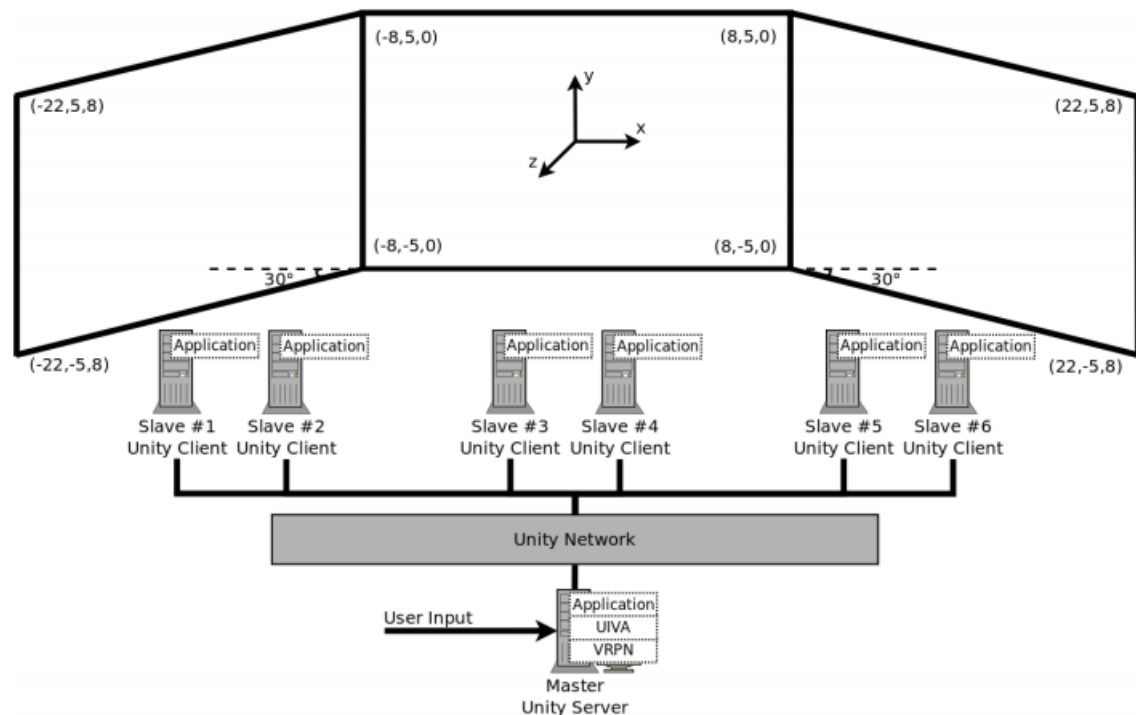 (-8,5,0)
(8,5,0)
(-22,5,8)
(22,5,8)
y
x
z
(-8,-5,0)
(8,-5,0)
30°
30°
(-22,-5,8)
(22,-5,8)
Application
Application
Application
Application
Application
Application
Slave #1
Unity Client
Slave #2
Unity Client
Slave #3
Unity Client
Slave #4
Unity Client
Slave #5
Unity Client
Slave #6
Unity Client
Unity Network
User Input
Application
UIVA
VRPN
Master
Unity Server